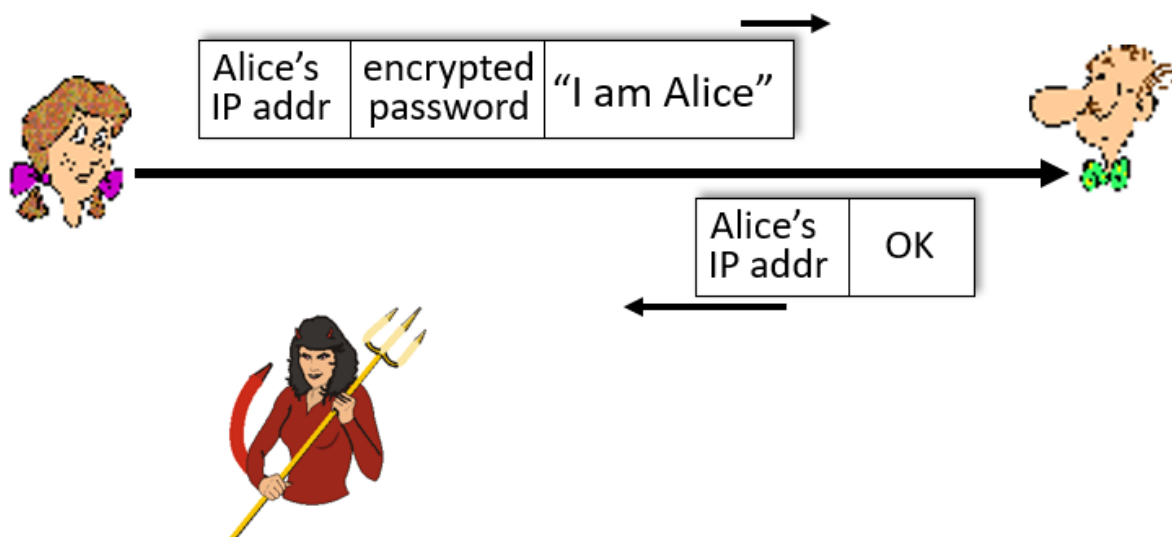 Alice’s
IP addr
encrypted
password
“I am Alice”
Alice’s
IP addr
OK